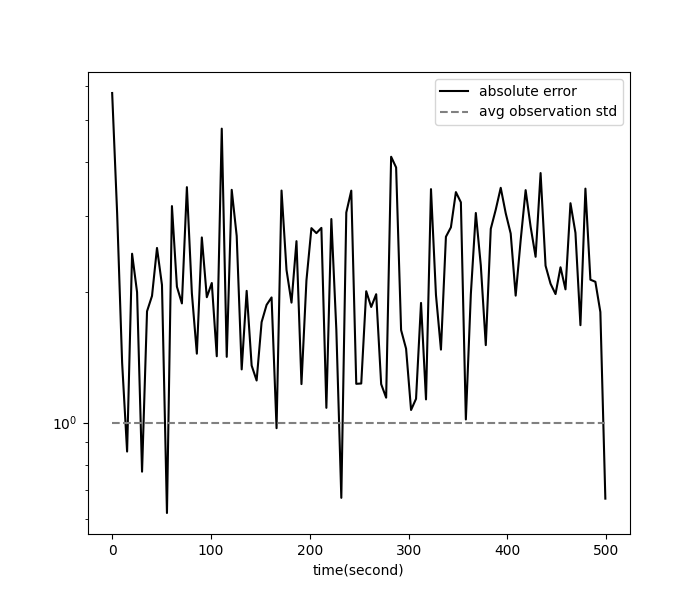 absolute error
avg observation std
10⁰
0 100 200 300 400 500
time(second)